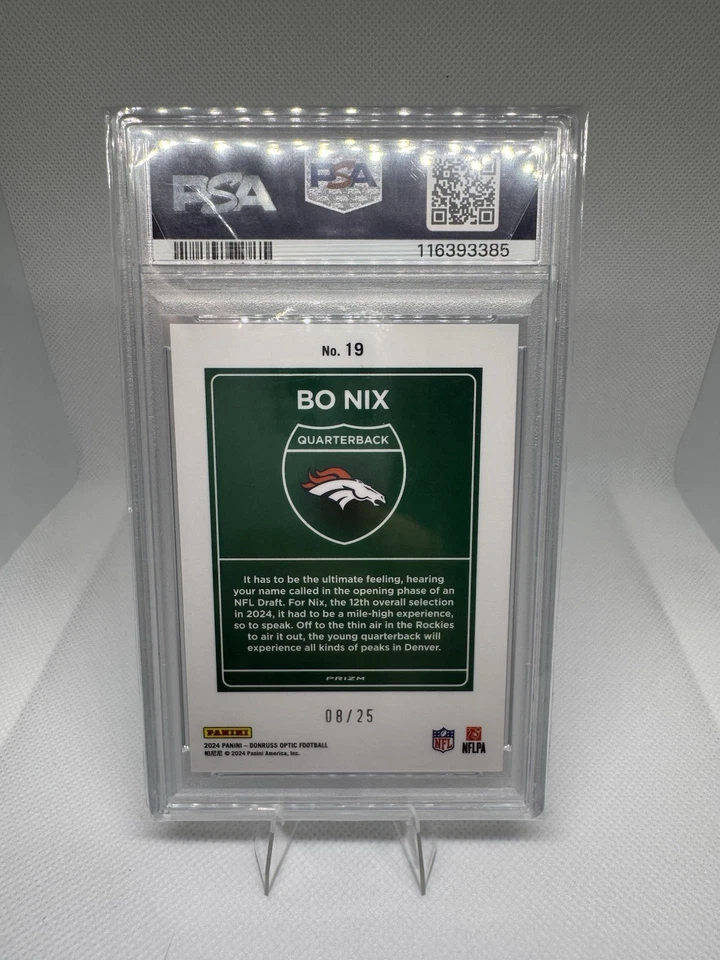 PSA
PSA
116393385
No. 19
BO NIX
QUARTERBACK
It has to be the ultimate feeling, hearing
your name called in the opening phase of an
NFL Draft. For Nix, the 12th overall selection
in 2024, it had to be a mile-high experience,
so to speak. Off to the thin air in the Rockies
to air it out, the young quarterback will
experience all kinds of peaks in Denver.
PRIZM
08/25
PANINI
2024 PANINI – DONRUSS OPTIC FOOTBALL
帕尼尼 © 2024 Panini America, Inc.
NFL
NFLPA